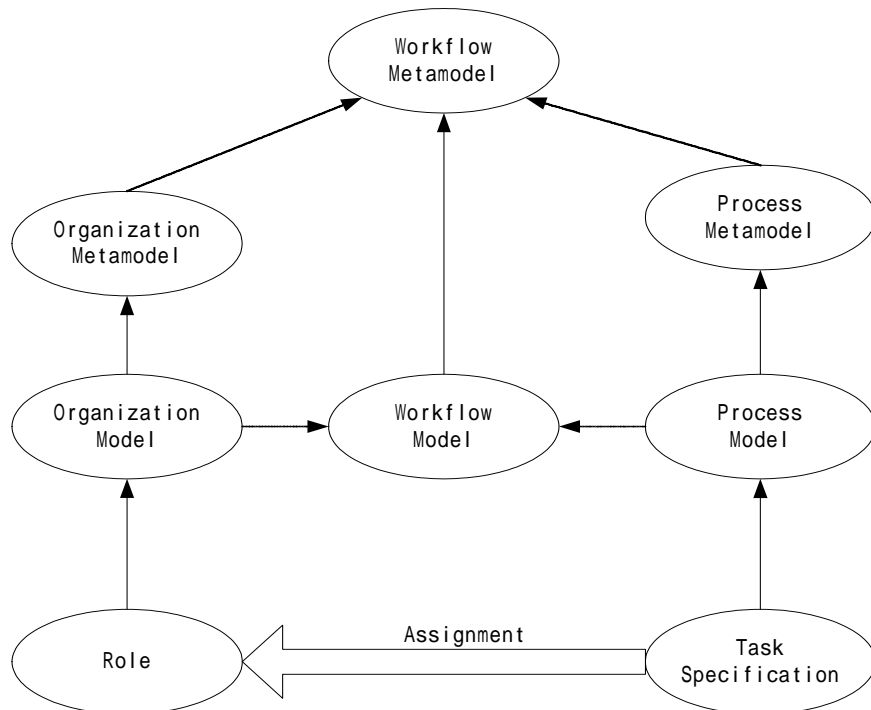 Workflow
Metamodel
Organization
Metamodel
Process
Metamodel
Organization
Model
Workflow
Model
Process
Model
Role
Assignment
Task
Specification